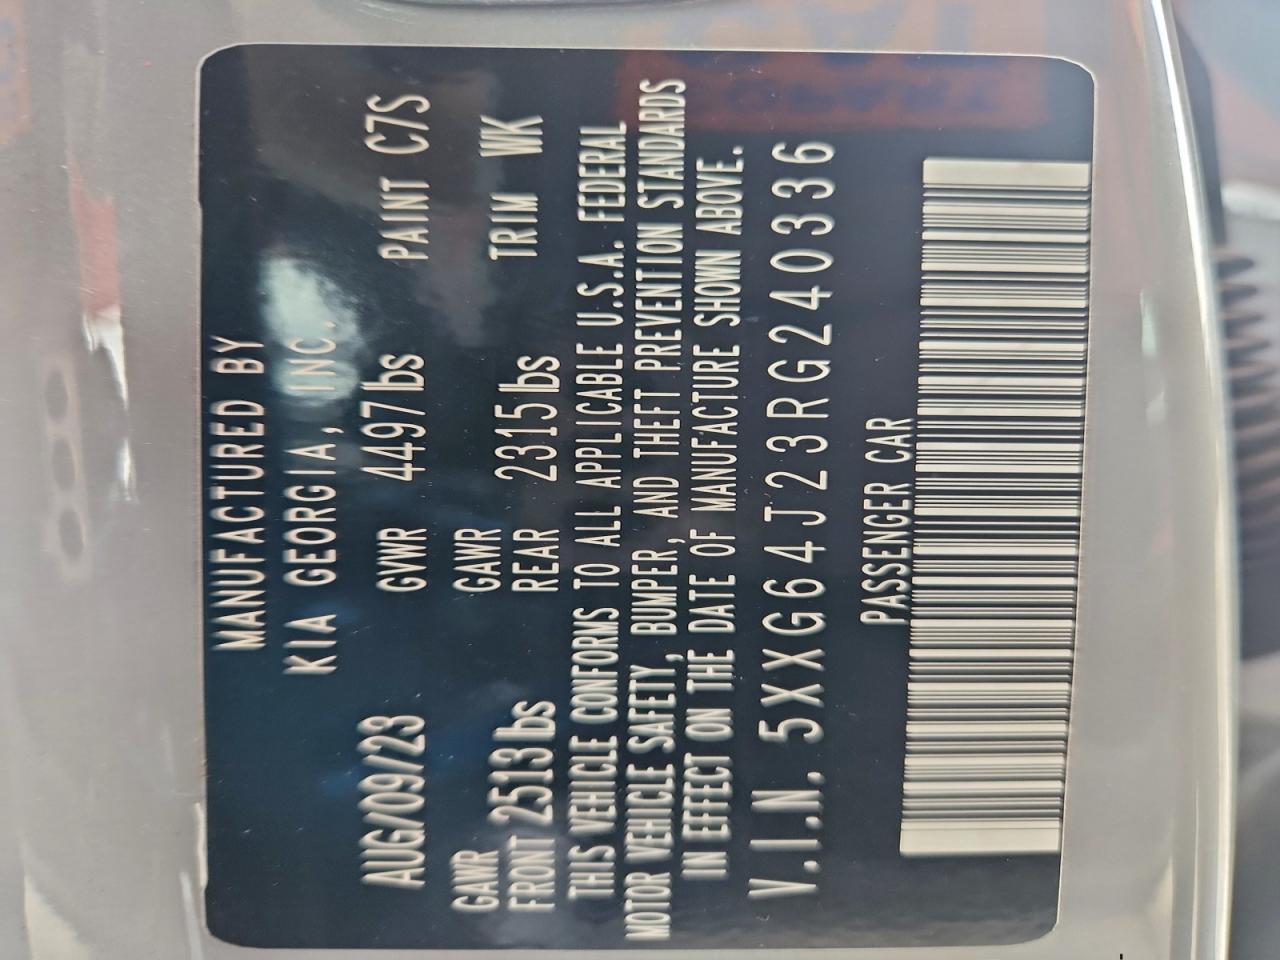 MANUFACTURED BY
KIA GEORGIA, INC.
AUG/09/23 GVWR 4497lbs PAINT C7S
GAWR FRONT 2513lbs GAWR REAR 2315lbs TRIM WK
THIS VEHICLE CONFORMS TO ALL APPLICABLE U.S.A. FEDERAL
MOTOR VEHICLE SAFETY, BUMPER, AND THEFT PREVENTION STANDARDS
IN EFFECT ON THE DATE OF MANUFACTURE SHOWN ABOVE.
V.I.N. 5XXG64J23RG240336
PASSENGER CAR